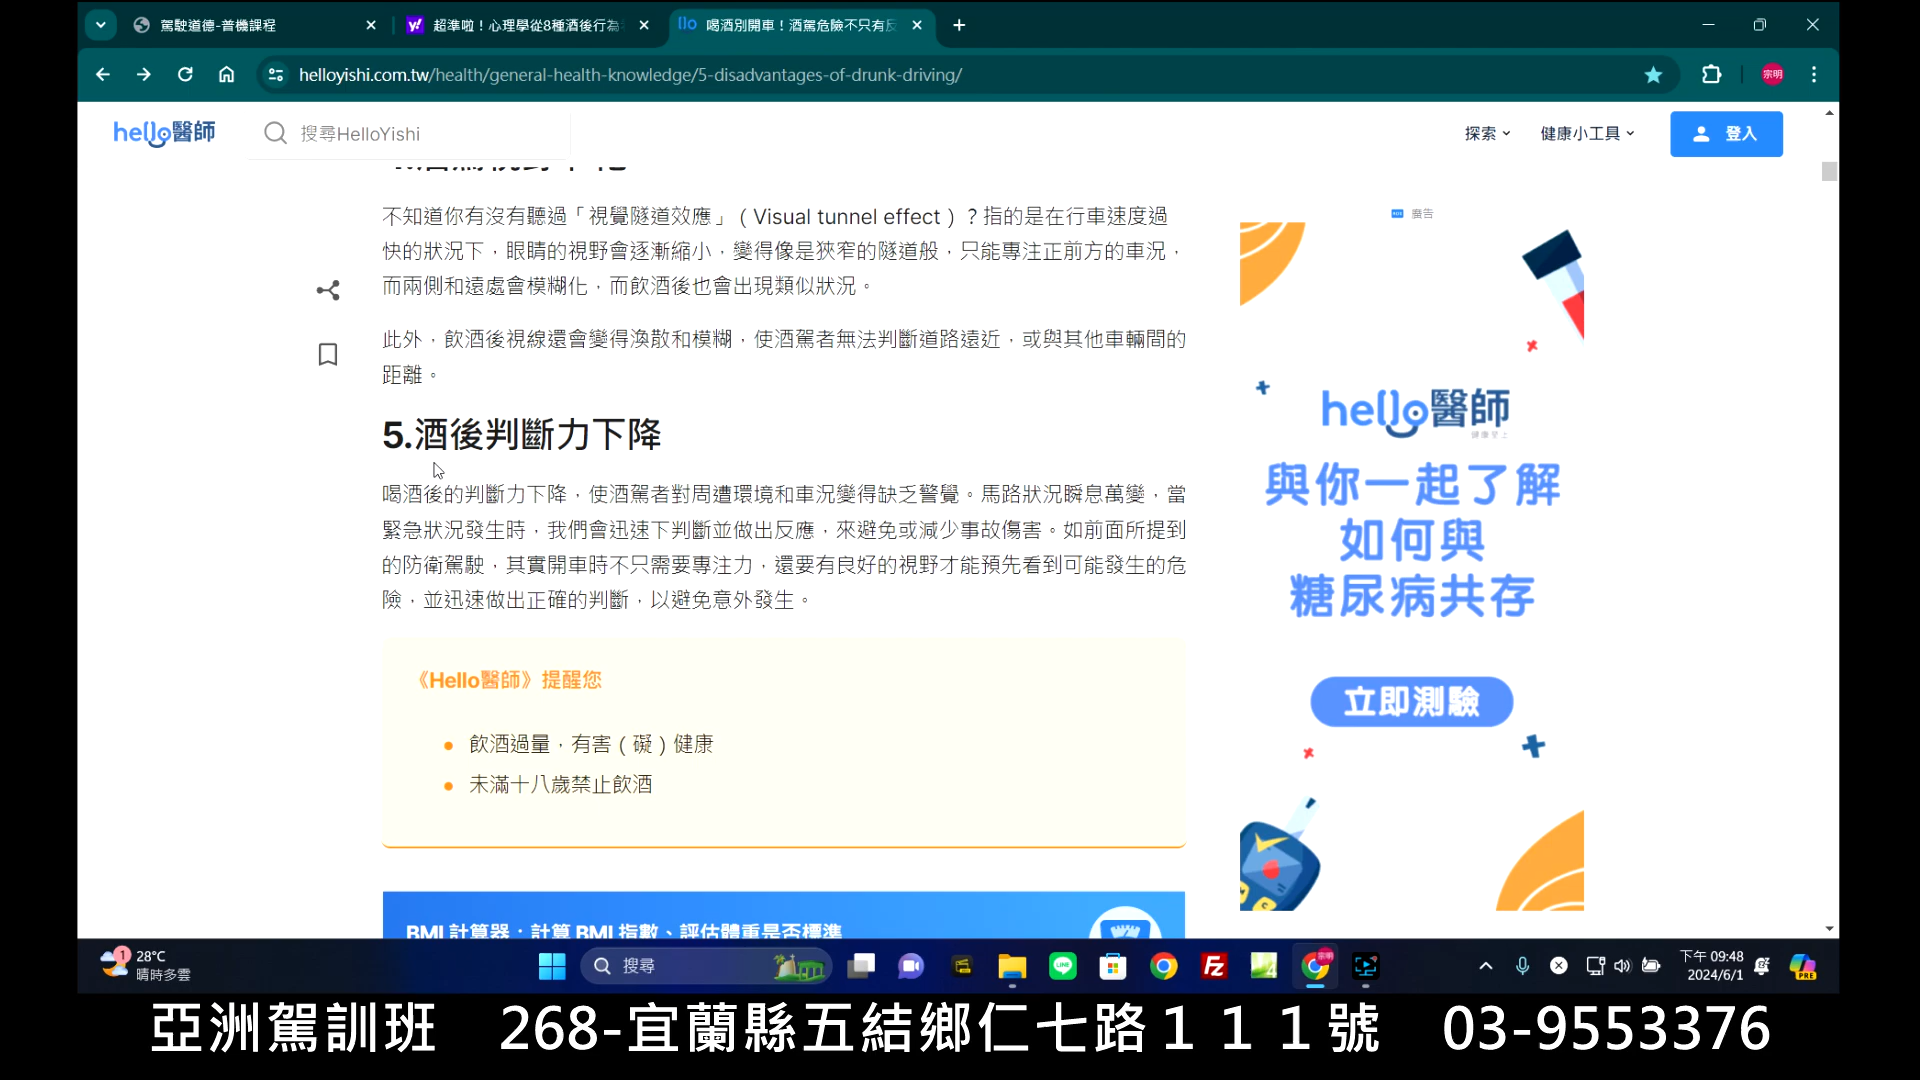 駕駛道德-普機課程
超準啦！心理學從8種酒後行為
喝酒別開車！酒駕危險不只有反
helloyishi.com.tw/health/general-health-knowledge/5-disadvantages-of-drunk-driving/
宗明
hello醫師
搜尋HelloYishi
探索
健康小工具
登入
不知道你有沒有聽過「視覺隧道效應」（Visual tunnel effect）？指的是在行車速度過
快的狀況下，眼睛的視野會逐漸縮小，變得像是狹窄的隧道般，只能專注正前方的車況，
而兩側和遠處會模糊化，而飲酒後也會出現類似狀況。
此外，飲酒後視線還會變得渙散和模糊，使酒駕者無法判斷道路遠近，或與其他車輛間的
距離。
5.酒後判斷力下降
喝酒後的判斷力下降，使酒駕者對周遭環境和車況變得缺乏警覺。馬路狀況瞬息萬變，當
緊急狀況發生時，我們會迅速下判斷並做出反應，來避免或減少事故傷害。如前面所提到
的防衛駕駛，其實開車時不只需要專注力，還要有良好的視野才能預先看到可能發生的危
險，並迅速做出正確的判斷，以避免意外發生。
《Hello醫師》提醒您
飲酒過量，有害（礙）健康
未滿十八歲禁止飲酒
BMI 計算器：計算 BMI 指數、評估體重是否標準
廣告
hello醫師
與你一起了解
如何與
糖尿病共存
立即測驗
1
28°C
晴時多雲
搜尋
下午 09:48
2024/6/1
亞洲駕訓班 268-宜蘭縣五結鄉仁七路１１１號 03-9553376